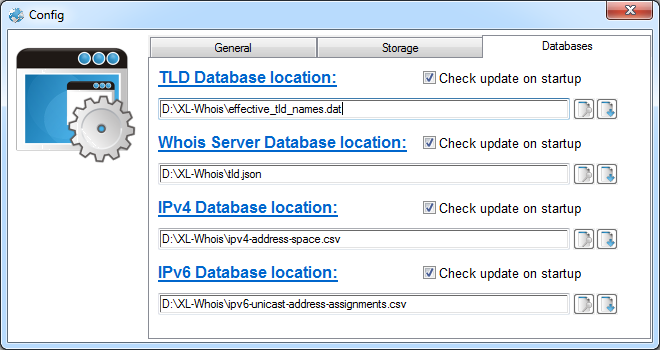 Config
General
Storage
Databases
TLD Database location:
Check update on startup
D:\XL-Whois\effective_tld_names.dat
Whois Server Database location:
Check update on startup
D:\XL-Whois\tld.json
IPv4 Database location:
Check update on startup
D:\XL-Whois\ipv4-address-space.csv
IPv6 Database location:
Check update on startup
D:\XL-Whois\ipv6-unicast-address-assignments.csv